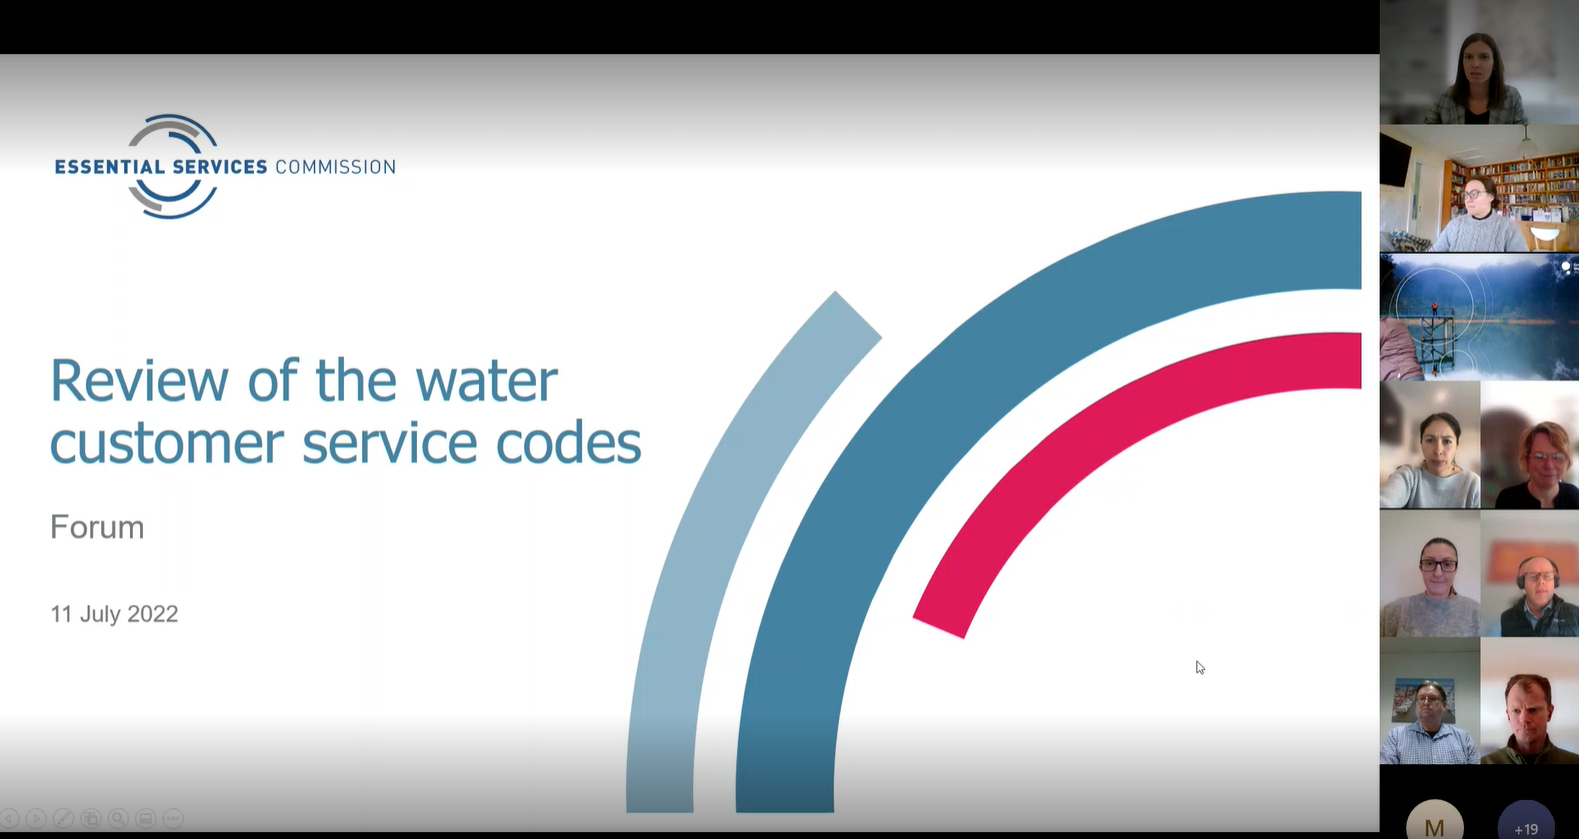 ESSENTIAL SERVICES COMMISSION
Review of the water
customer service codes
Forum
11 July 2022
M
+19